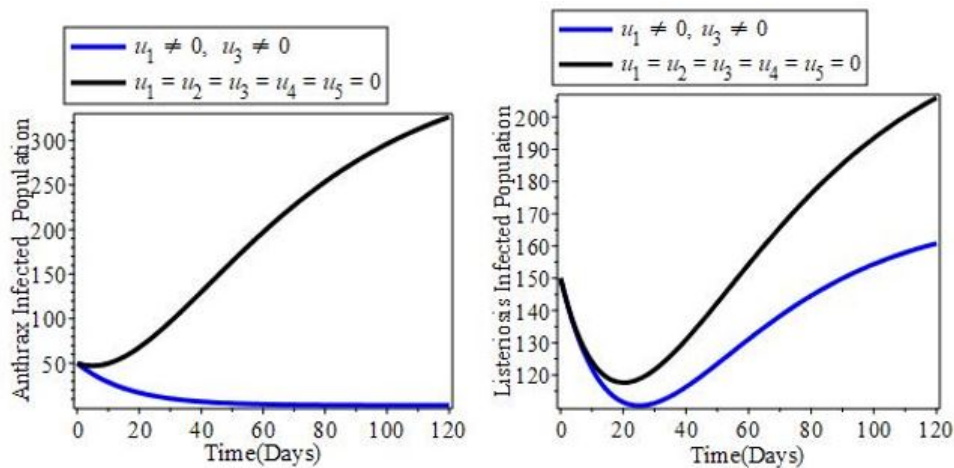 u₁ ≠ 0, u₃ ≠ 0
u₁ = u₂ = u₃ = u₄ = u₅ = 0
Anthrax Infected Population
300
250
200
150
100
50
0 20 40 60 80 100 120
Time(Days)
u₁ ≠ 0, u₃ ≠ 0
u₁ = u₂ = u₃ = u₄ = u₅ = 0
Listeriosis Infected Population
200
190
180
170
160
150
140
130
120
0 20 40 60 80 100 120
Time(Days)